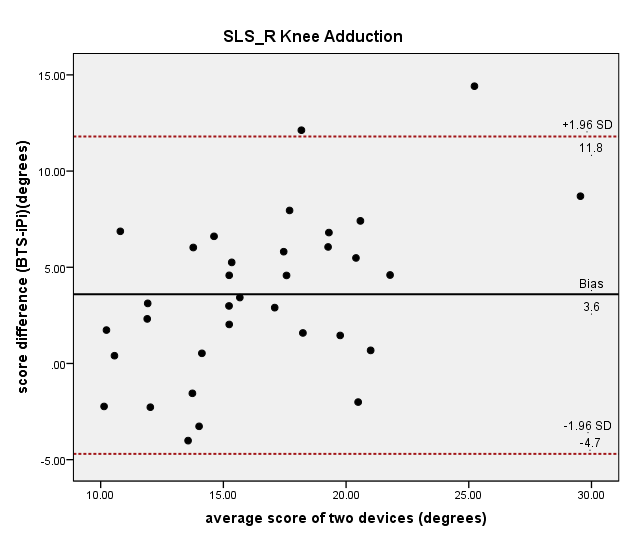 SLS_R Knee Adduction
score difference (BTS-iPi)(degrees)
15.00
10.00
5.00
.00
-5.00
+1.96 SD
11.8
Bias
3.6
-1.96 SD
-4.7
10.00
15.00
20.00
25.00
30.00
average score of two devices (degrees)